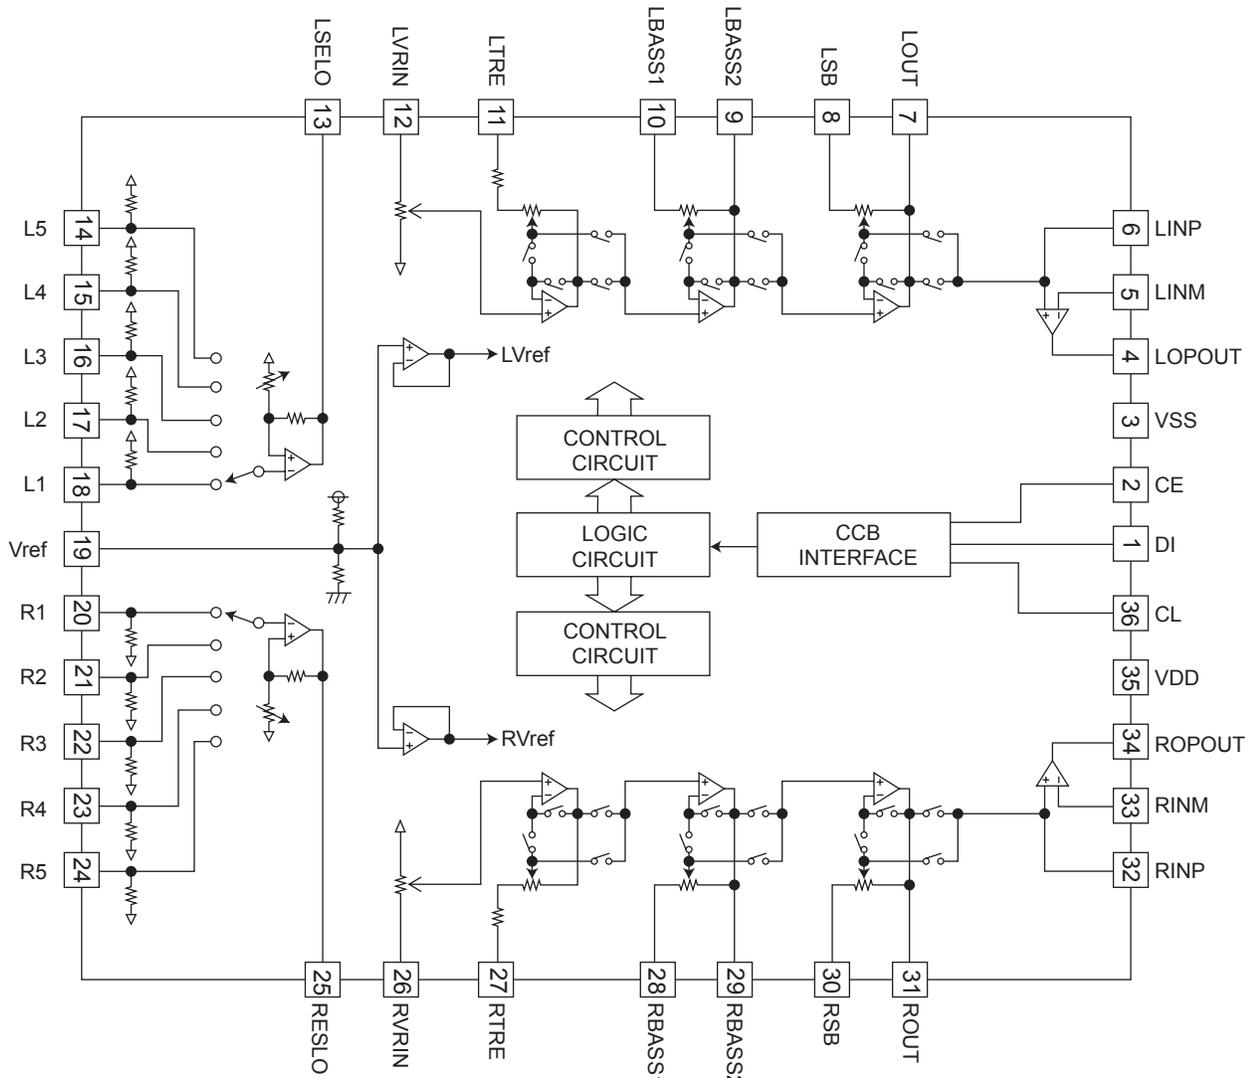 LSELO
LVRIN
LTRE
LBASS1
LBASS2
LSB
LOUT
13
12
11
10
9
8
7
L5
14
L4
15
L3
16
L2
17
L1
18
Vref
19
R1
20
R2
21
R3
22
R4
23
R5
24
6
LINP
5
LINM
4
LOPOUT
3
VSS
2
CE
1
DI
36
CL
35
VDD
34
ROPOUT
33
RINM
32
RINP
LVref
RVref
CONTROL
CIRCUIT
LOGIC
CIRCUIT
CONTROL
CIRCUIT
CCB
INTERFACE
25
26
27
28
29
30
31
RESLO
RVRIN
RTRE
RSB
ROUT